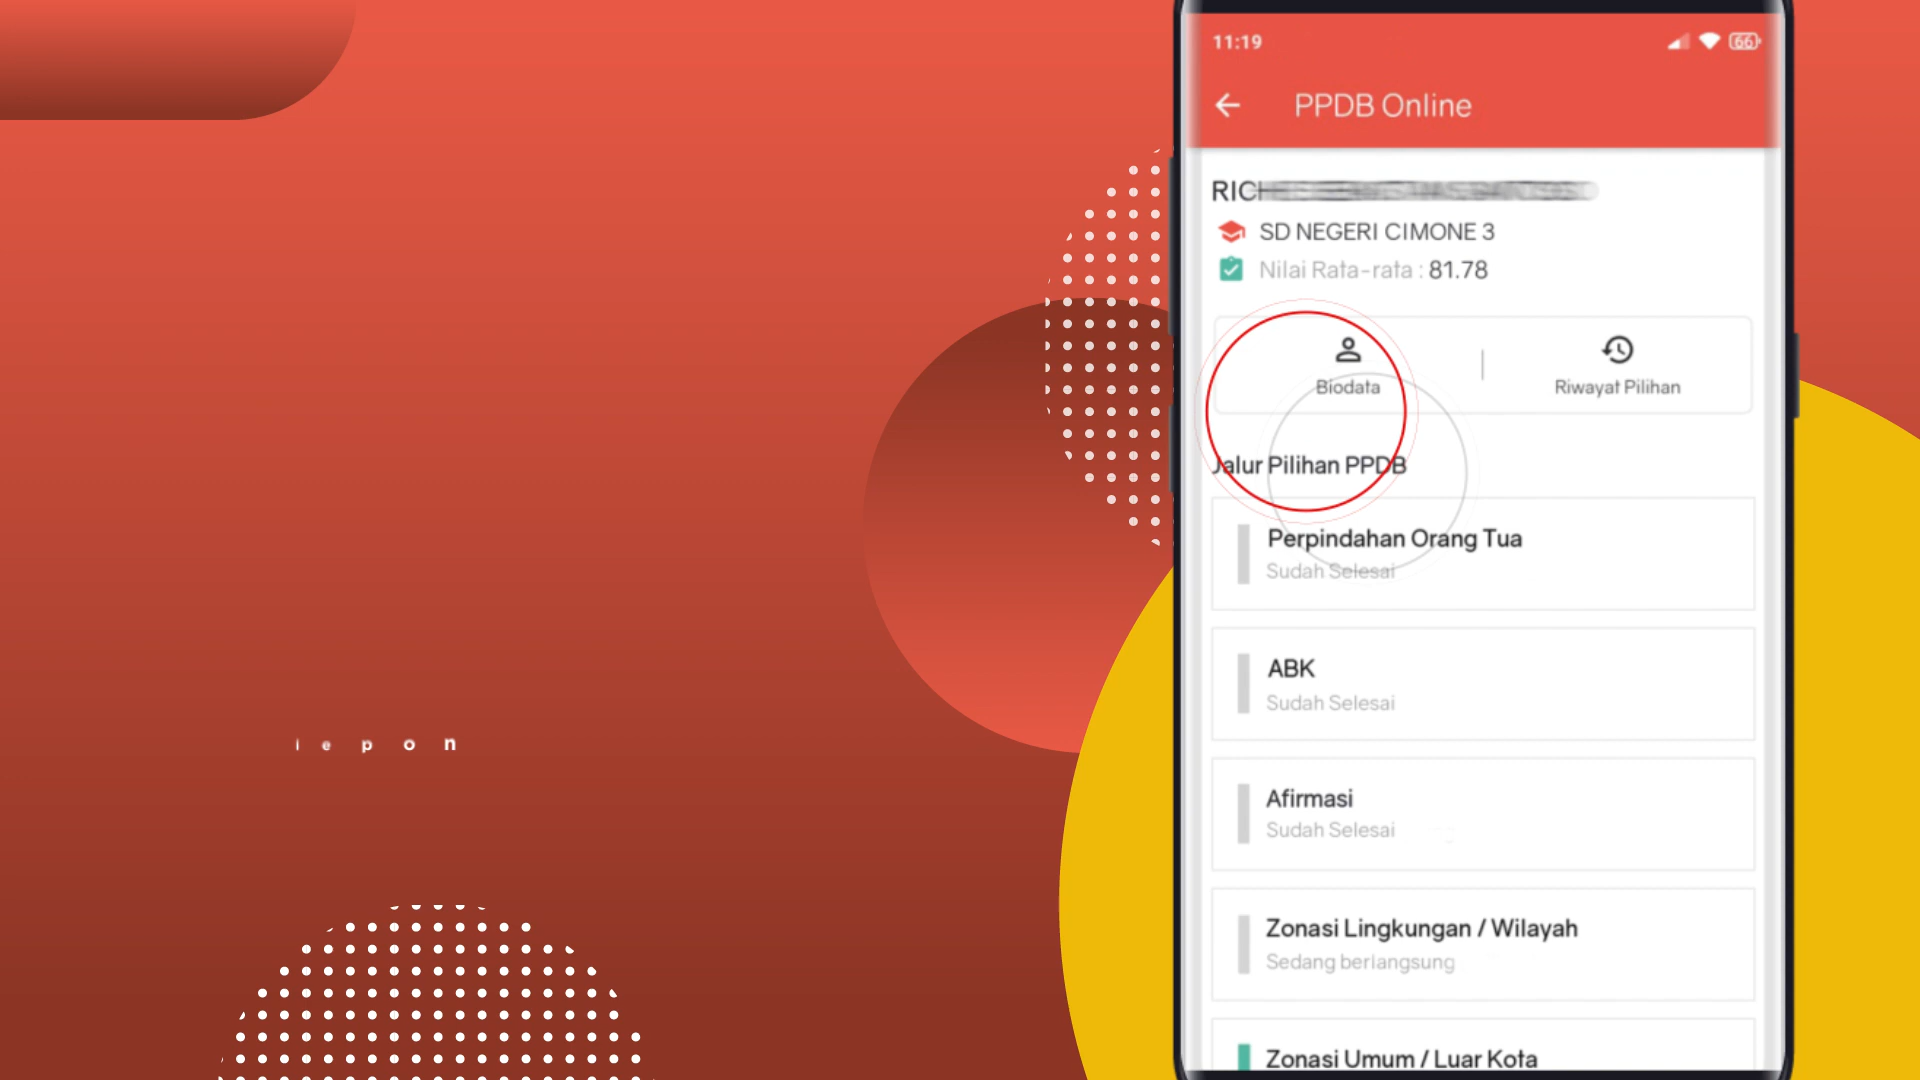 11:19
66
PPDB Online
SD NEGERI CIMONE 3
Nilai Rata-rata : 81.78
Biodata
Riwayat Pilihan
Jalur Pilihan PPDB
Perpindahan Orang Tua
Sudah Selesai
ABK
Sudah Selesai
Afirmasi
Sudah Selesai
i e p o n
Zonasi Lingkungan / Wilayah
Sedang berlangsung
Zonasi Umum / Luar Kota